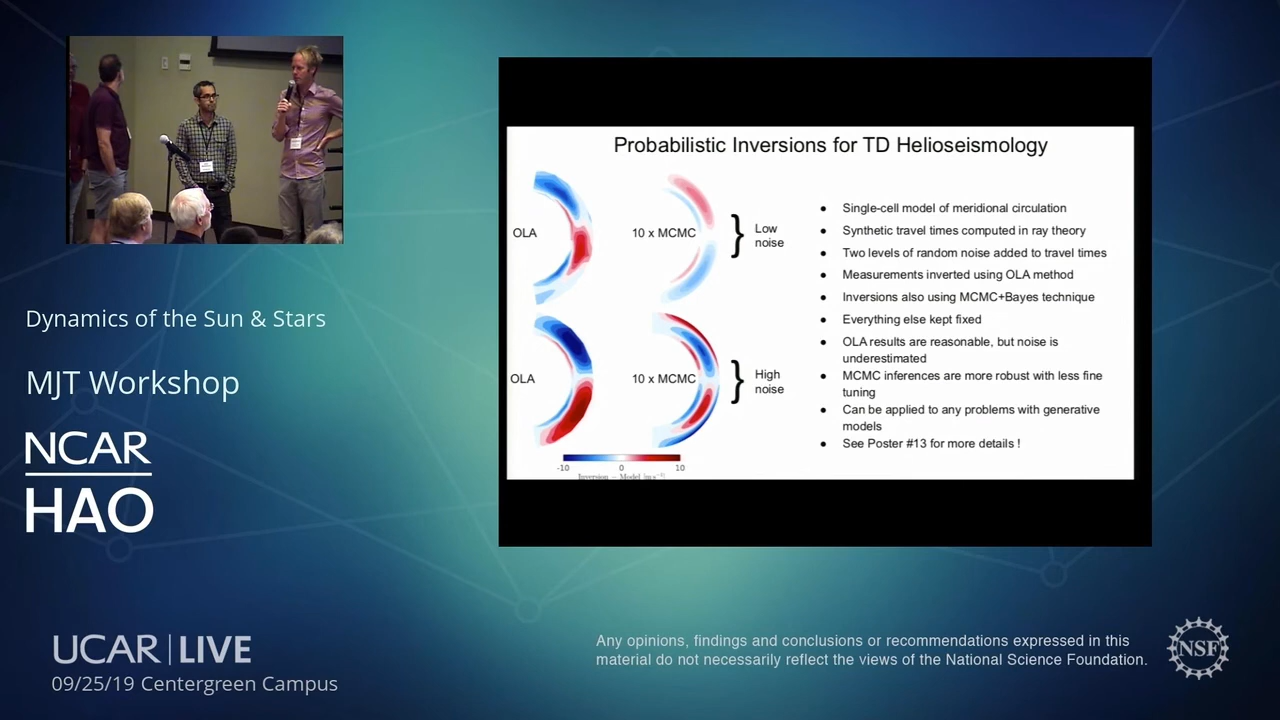 Dynamics of the Sun & Stars
MJT Workshop
NCAR
HAO
UCAR | LIVE
09/25/19 Centergreen Campus
Probabilistic Inversions for TD Helioseismology
OLA
10 x MCMC
}
Low
noise
OLA
10 x MCMC
}
High
noise
-10
0
10
Inversion − Model [m s⁻¹]
● Single-cell model of meridional circulation
● Synthetic travel times computed in ray theory
● Two levels of random noise added to travel times
● Measurements inverted using OLA method
● Inversions also using MCMC+Bayes technique
● Everything else kept fixed
● OLA results are reasonable, but noise is
underestimated
● MCMC inferences are more robust with less fine
tuning
● Can be applied to any problems with generative
models
● See Poster #13 for more details !
Any opinions, findings and conclusions or recommendations expressed in this
material do not necessarily reflect the views of the National Science Foundation.
NSF